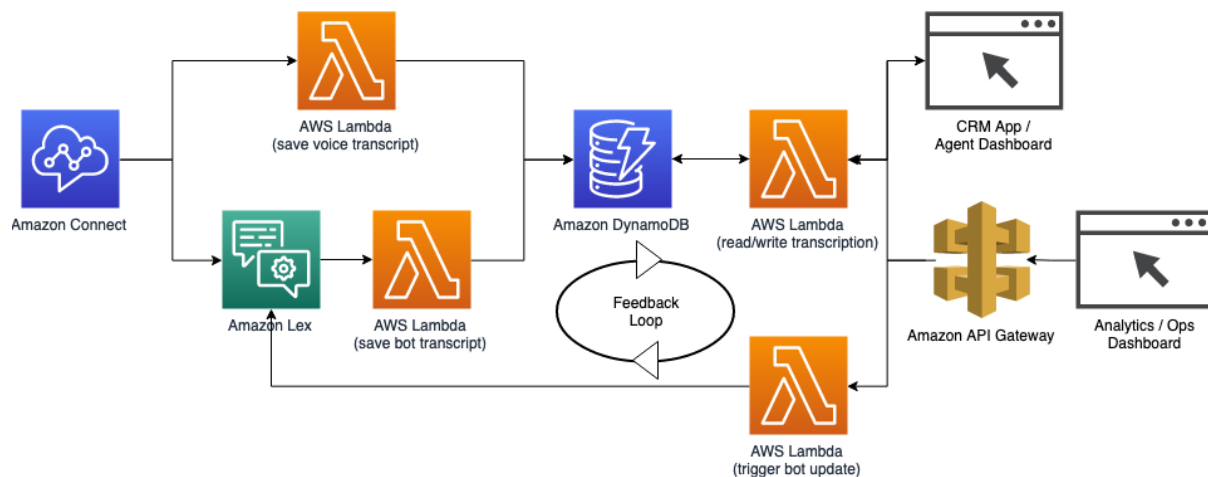 AWS Lambda
(save voice transcript)
CRM App /
Agent Dashboard
Amazon Connect
Amazon DynamoDB
AWS Lambda
(read/write transcription)
Amazon Lex
AWS Lambda
(save bot transcript)
Feedback
Loop
Amazon API Gateway
Analytics / Ops
Dashboard
AWS Lambda
(trigger bot update)